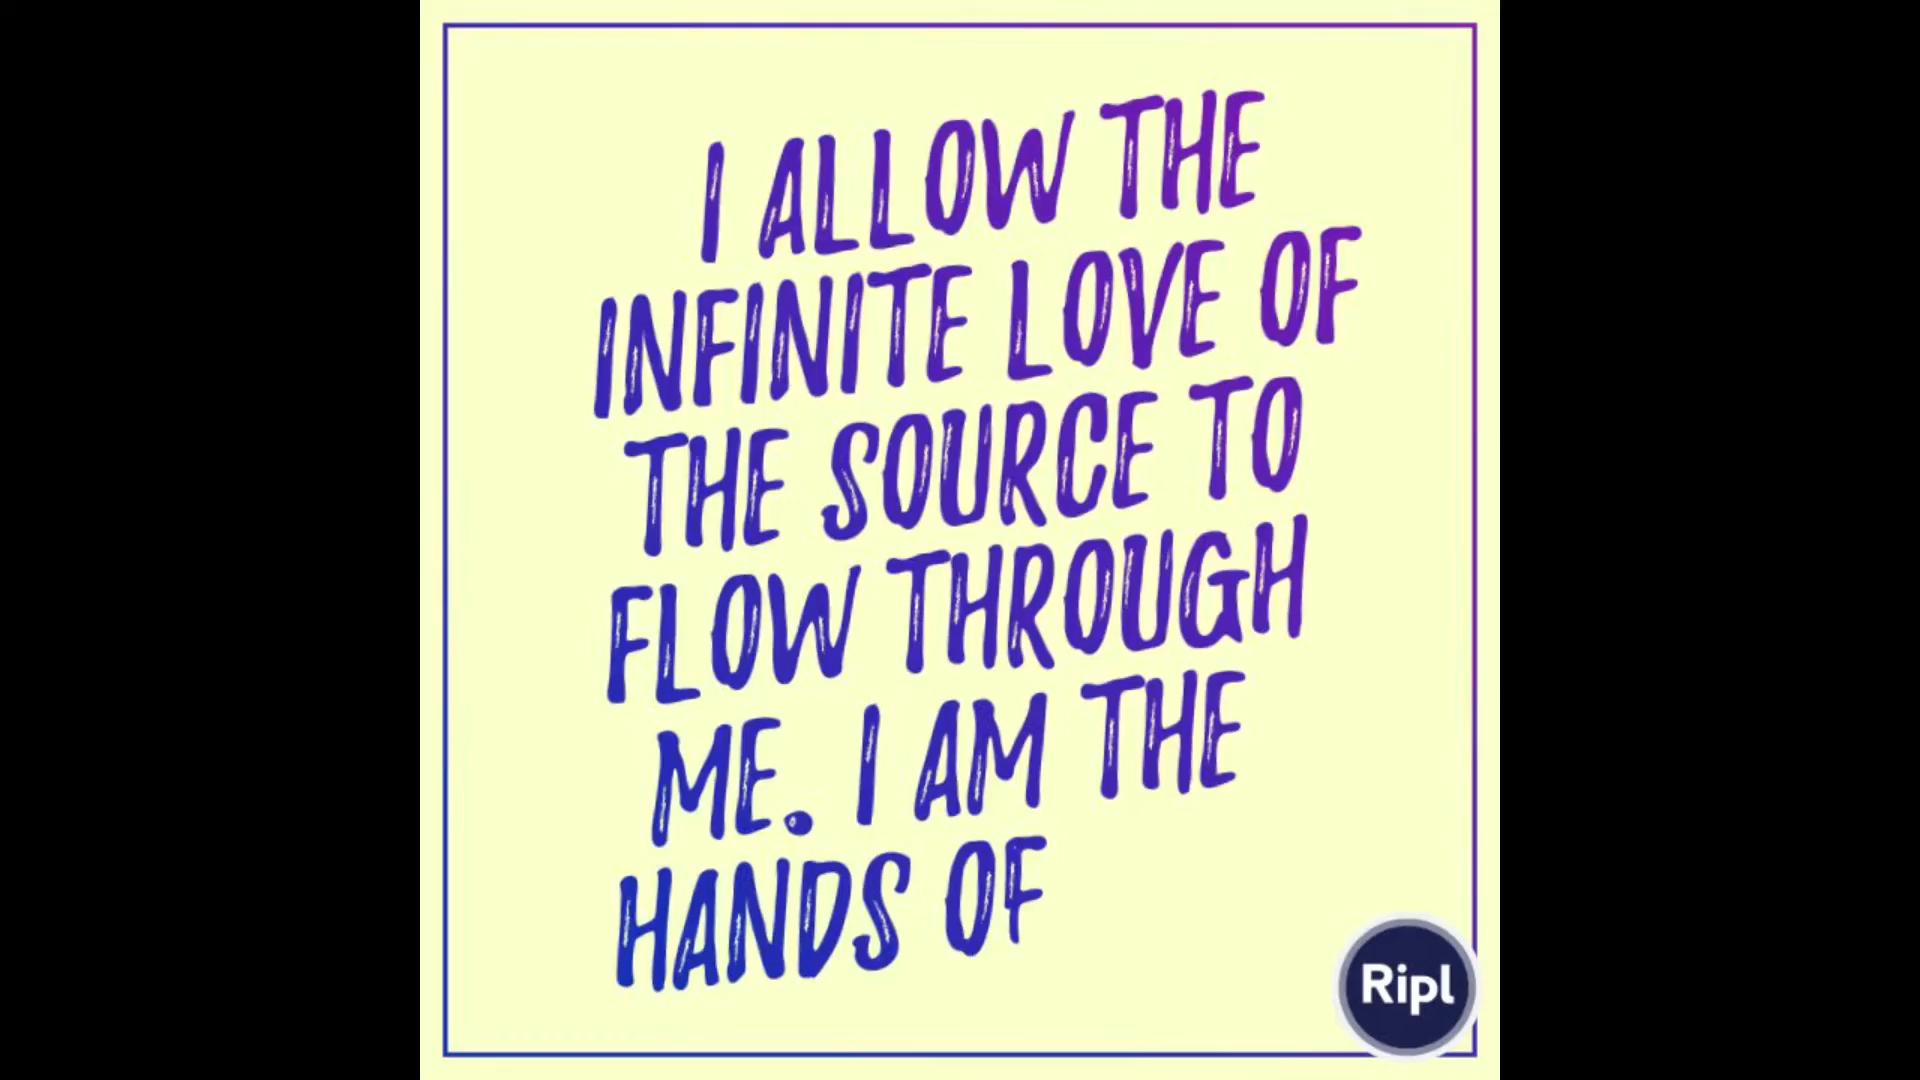 I ALLOW THE
INFINITE LOVE OF
THE SOURCE TO
FLOW THROUGH
ME. I AM THE
HANDS OF
Ripl